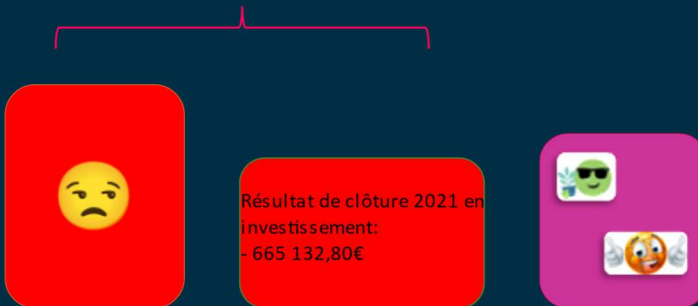 Résultat de clôture 2021 en
investissement:
- 665 132,80€